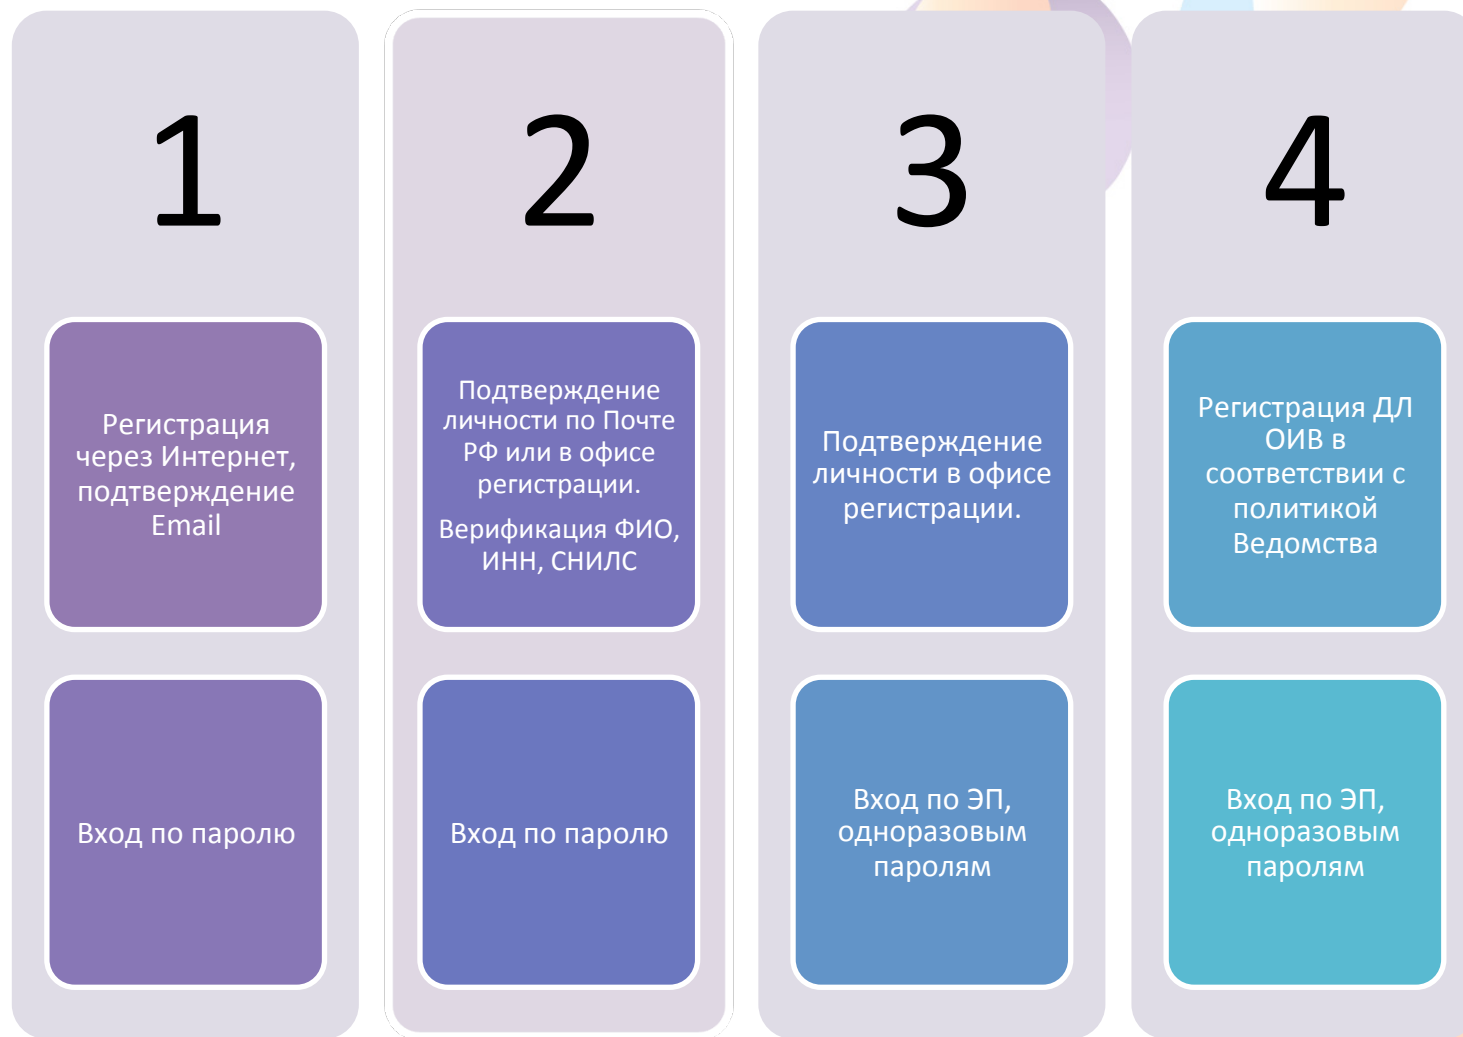 1
Регистрация
через Интернет,
подтверждение
Email
Вход по паролю
2
Подтверждение
личности по Почте
РФ или в офисе
регистрации.
Верификация ФИО,
ИНН, СНИЛС
Вход по паролю
3
Подтверждение
личности в офисе
регистрации.
Вход по ЭП,
одноразовым
паролям
4
Регистрация ДЛ
ОИВ в
соответствии с
политикой
Ведомства
Вход по ЭП,
одноразовым
паролям